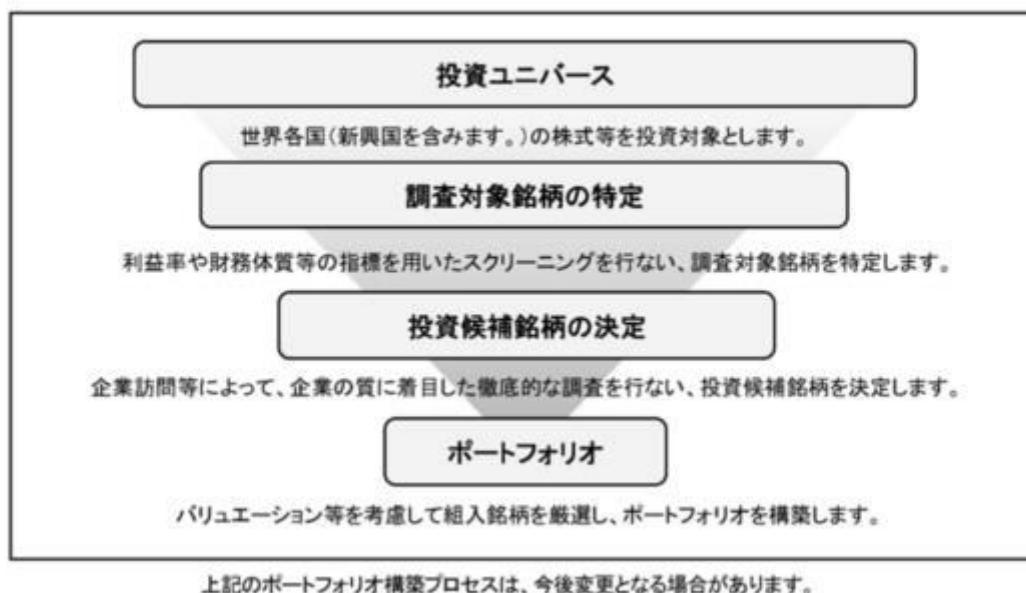 投資ユニバース
世界各国(新興国を含みます。)の株式等を投資対象とします。
調査対象銘柄の特定
利益率や財務体質等の指標を用いたスクリーニングを行ない、調査対象銘柄を特定します。
投資候補銘柄の決定
企業訪問等によって、企業の質に着目した徹底的な調査を行ない、投資候補銘柄を決定します。
ポートフォリオ
バリュエーション等を考慮して組入銘柄を厳選し、ポートフォリオを構築します。
上記のポートフォリオ構築プロセスは、今後変更となる場合があります。